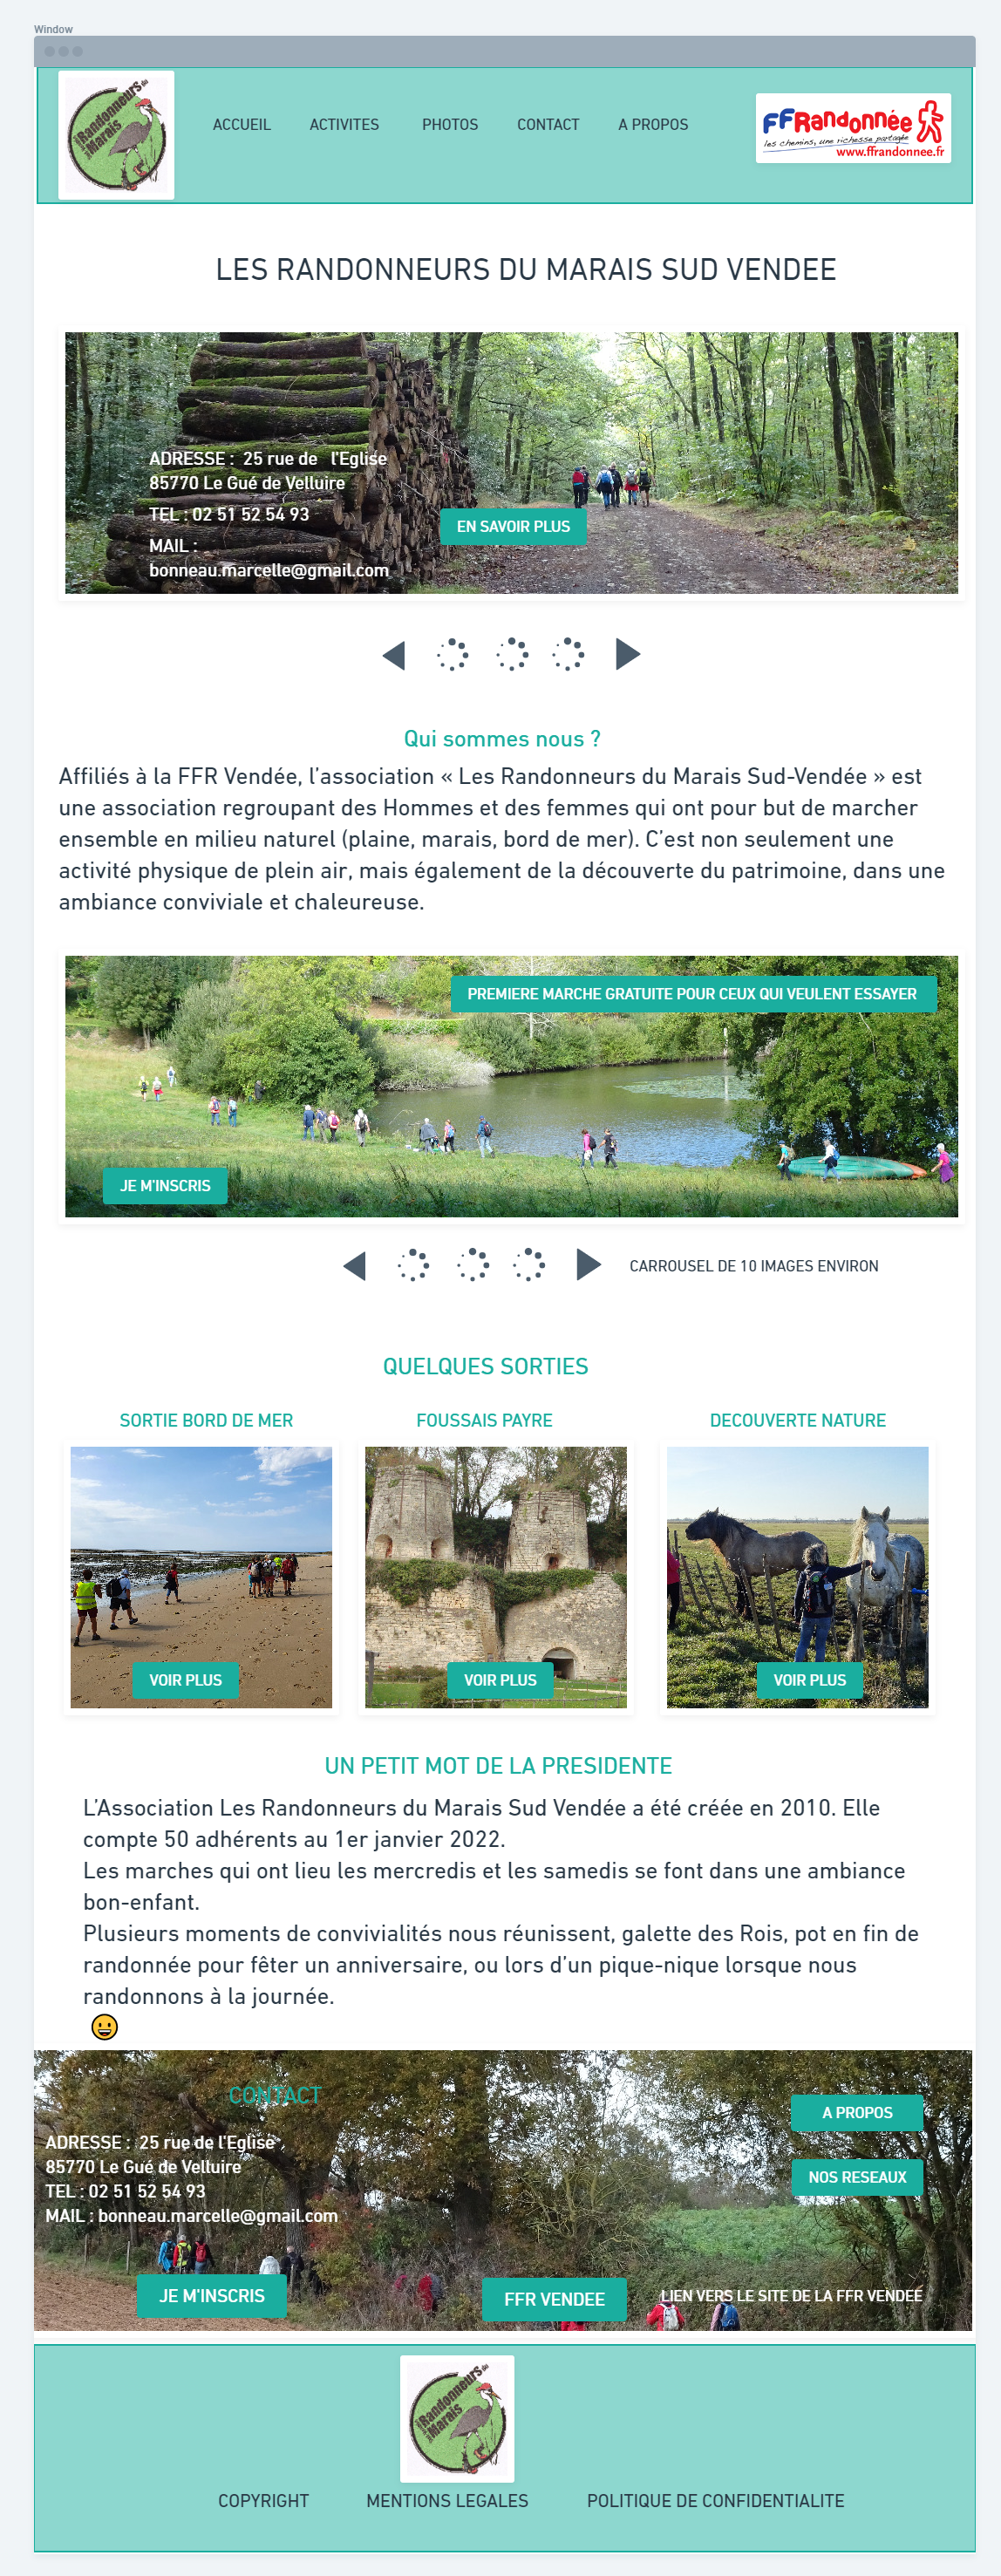 Window
Les Randonneurs du Marais
ACCUEIL ACTIVITES PHOTOS CONTACT A PROPOS
FFRandonnée
les chemins, une richesse partagée
www.ffrandonnee.fr
LES RANDONNEURS DU MARAIS SUD VENDEE
ADRESSE : 25 rue de l'Eglise
85770 Le Gué de Velluire
TEL : 02 51 52 54 93
MAIL :
bonneau.marcelle@gmail.com
EN SAVOIR PLUS
Qui sommes nous ?
Affiliés à la FFR Vendée, l’association « Les Randonneurs du Marais Sud-Vendée » est
une association regroupant des Hommes et des femmes qui ont pour but de marcher
ensemble en milieu naturel (plaine, marais, bord de mer). C’est non seulement une
activité physique de plein air, mais également de la découverte du patrimoine, dans une
ambiance conviviale et chaleureuse.
PREMIERE MARCHE GRATUITE POUR CEUX QUI VEULENT ESSAYER
JE M'INSCRIS
CARROUSEL DE 10 IMAGES ENVIRON
QUELQUES SORTIES
SORTIE BORD DE MER FOUSSAIS PAYRE DECOUVERTE NATURE
VOIR PLUS VOIR PLUS VOIR PLUS
UN PETIT MOT DE LA PRESIDENTE
L’Association Les Randonneurs du Marais Sud Vendée a été créée en 2010. Elle
compte 50 adhérents au 1er janvier 2022.
Les marches qui ont lieu les mercredis et les samedis se font dans une ambiance
bon-enfant.
Plusieurs moments de convivialités nous réunissent, galette des Rois, pot en fin de
randonnée pour fêter un anniversaire, ou lors d’un pique-nique lorsque nous
randonnons à la journée.
CONTACT
ADRESSE : 25 rue de l'Eglise
85770 Le Gué de Velluire
TEL : 02 51 52 54 93
MAIL : bonneau.marcelle@gmail.com
A PROPOS
NOS RESEAUX
JE M'INSCRIS
FFR VENDEE
LIEN VERS LE SITE DE LA FFR VENDEE
Les Randonneurs du Marais
COPYRIGHT MENTIONS LEGALES POLITIQUE DE CONFIDENTIALITE